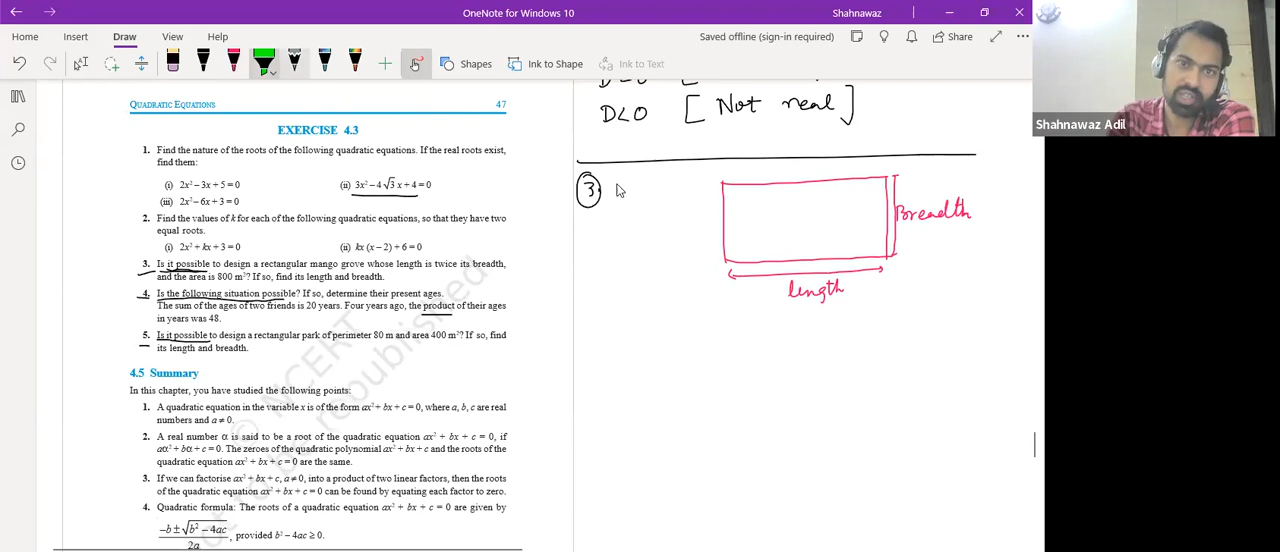 OneNote for Windows 10
Shahnawaz
Home Insert Draw View Help
Saved offline (sign-in required)
Share
Shapes
Ink to Shape
Ink to Text
D<0 [ Not real ]
QUADRATIC EQUATIONS 47
EXERCISE 4.3
1. Find the nature of the roots of the following quadratic equations. If the real roots exist,
find them:
(i) 2x² – 3x + 5 = 0 (ii) 3x² – 4√3 x + 4 = 0
(iii) 2x² – 6x + 3 = 0
2. Find the values of k for each of the following quadratic equations, so that they have two
equal roots.
(i) 2x² + kx + 3 = 0 (ii) kx (x – 2) + 6 = 0
3. Is it possible to design a rectangular mango grove whose length is twice its breadth,
and the area is 800 m²? If so, find its length and breadth.
4. Is the following situation possible? If so, determine their present ages.
The sum of the ages of two friends is 20 years. Four years ago, the product of their ages
in years was 48.
5. Is it possible to design a rectangular park of perimeter 80 m and area 400 m²? If so, find
its length and breadth.
4.5 Summary
In this chapter, you have studied the following points:
1. A quadratic equation in the variable x is of the form ax² + bx + c = 0, where a, b, c are real
numbers and a ≠ 0.
2. A real number α is said to be a root of the quadratic equation ax² + bx + c = 0, if
aα² + bα + c = 0. The zeroes of the quadratic polynomial ax² + bx + c and the roots of the
quadratic equation ax² + bx + c = 0 are the same.
3. If we can factorise ax² + bx + c, a ≠ 0, into a product of two linear factors, then the roots
of the quadratic equation ax² + bx + c = 0 can be found by equating each factor to zero.
4. Quadratic formula: The roots of a quadratic equation ax² + bx + c = 0 are given by
–b ± √b² – 4ac
2a
, provided b² – 4ac ≥ 0.
© NCERT
not to be republished
3.
Breadth
length
Shahnawaz Adil